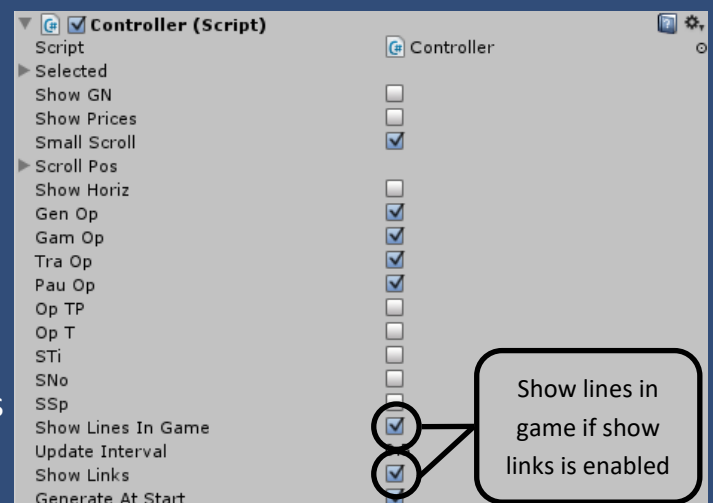 Controller (Script)
Script Controller
Selected
Show GN
Show Prices
Small Scroll
Scroll Pos
Show Horiz
Gen Op
Gam Op
Tra Op
Pau Op
Op TP
Op T
STi
SNo
SSp
Show Lines In Game
Update Interval
Show Links
Generate At Start
Show lines in
game if show
links is enabled
s